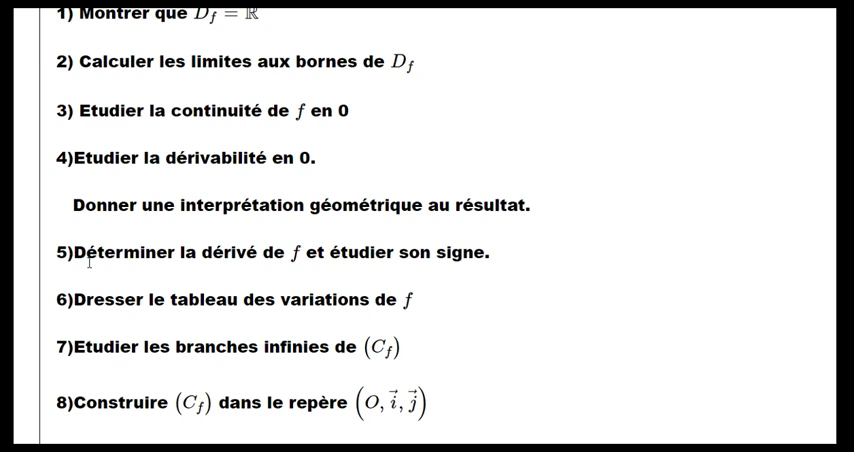 1) Montrer que D_f = ℝ
2) Calculer les limites aux bornes de D_f
3) Etudier la continuité de f en 0
4)Etudier la dérivabilité en 0.
Donner une interprétation géométrique au résultat.
5)Déterminer la dérivé de f et étudier son signe.
6)Dresser le tableau des variations de f
7)Etudier les branches infinies de (C_f)
8)Construire (C_f) dans le repère (O, i⃗, j⃗)